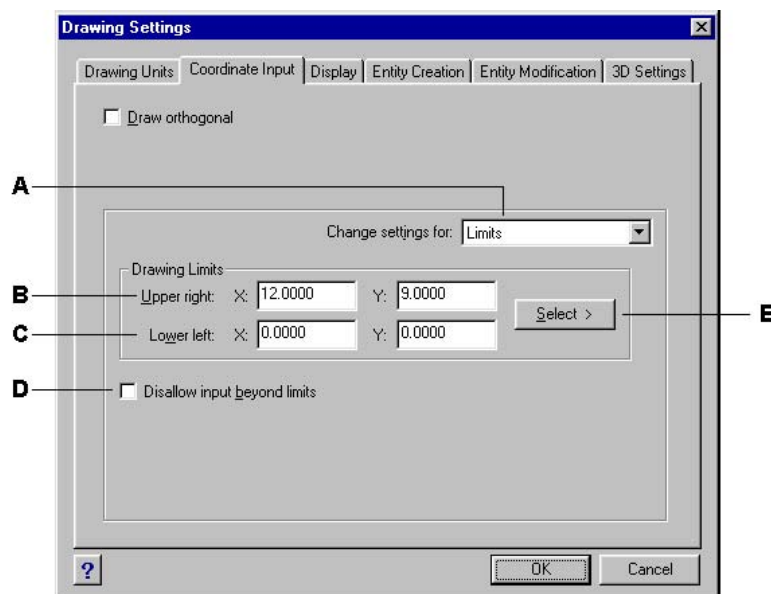 Drawing Settings
Drawing Units Coordinate Input Display Entity Creation Entity Modification 3D Settings
Draw orthogonal
A
Change settings for: Limits
Drawing Limits
B Upper right: X: 12.0000 Y: 9.0000
Select > E
C Lower left: X: 0.0000 Y: 0.0000
D Disallow input beyond limits
? OK Cancel